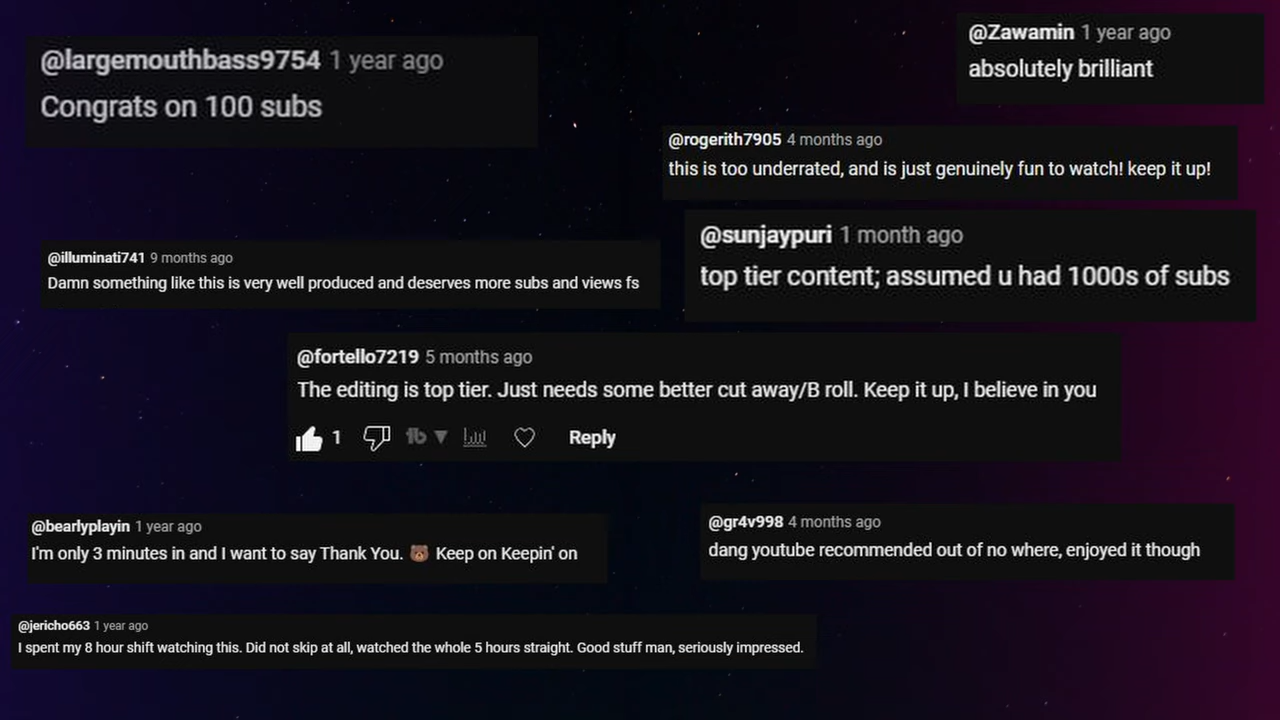 @largemouthbass9754 1 year ago
Congrats on 100 subs
@Zawamin 1 year ago
absolutely brilliant
@rogerith7905 4 months ago
this is too underrated, and is just genuinely fun to watch! keep it up!
@illuminati741 9 months ago
Damn something like this is very well produced and deserves more subs and views fs
@sunjaypuri 1 month ago
top tier content; assumed u had 1000s of subs
@fortello7219 5 months ago
The editing is top tier. Just needs some better cut away/B roll. Keep it up, I believe in you
1 tb Reply
@bearlyplayin 1 year ago
I'm only 3 minutes in and I want to say Thank You. 🐻 Keep on Keepin' on
@gr4v998 4 months ago
dang youtube recommended out of no where, enjoyed it though
@jericho663 1 year ago
I spent my 8 hour shift watching this. Did not skip at all, watched the whole 5 hours straight. Good stuff man, seriously impressed.